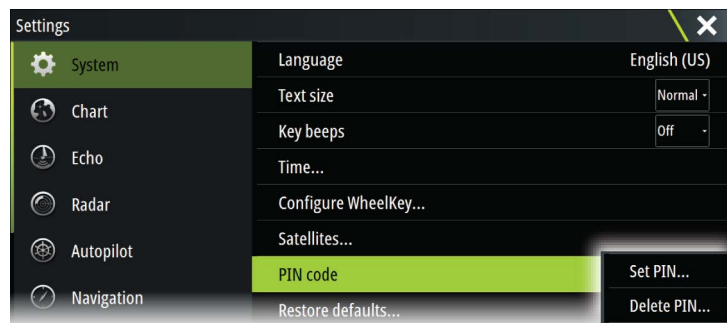 Settings
System
Chart
Echo
Radar
Autopilot
Navigation
Language English (US)
Text size Normal
Key beeps Off
Time...
Configure WheelKey...
Satellites...
PIN code
Restore defaults...
Set PIN...
Delete PIN...